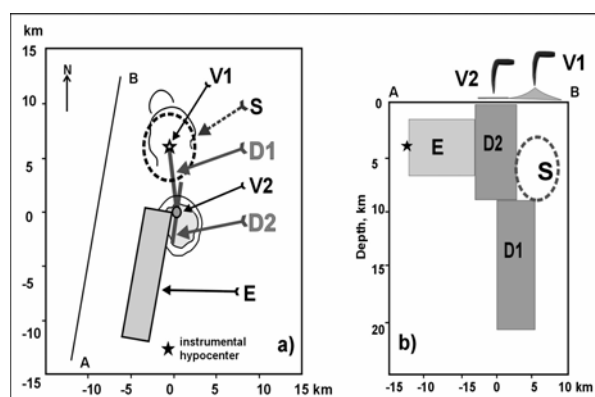 km
15
10
5
0
-5
-10
-15
N
B
V1
S
D1
V2
D2
E
A
instrumental
hypocenter
a)
-10 -5 0 5 10 15 km
V2
V1
A
B
0
5
10
15
20
Depth, km
E
D2
S
D1
b)
-15 -10 -5 0 5 10 km